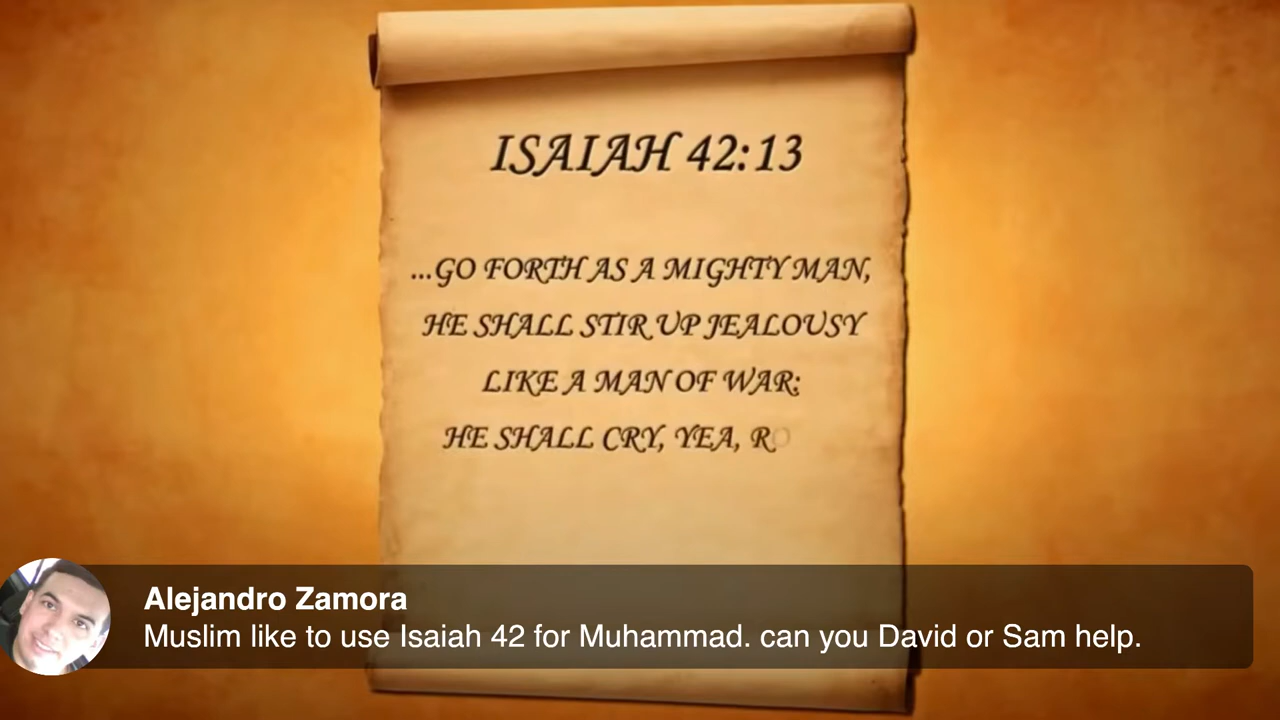 ISAIAH 42:13
...GO FORTH AS A MIGHTY MAN,
HE SHALL STIR UP JEALOUSY
LIKE A MAN OF WAR:
HE SHALL CRY, YEA, RO
Alejandro Zamora
Muslim like to use Isaiah 42 for Muhammad. can you David or Sam help.